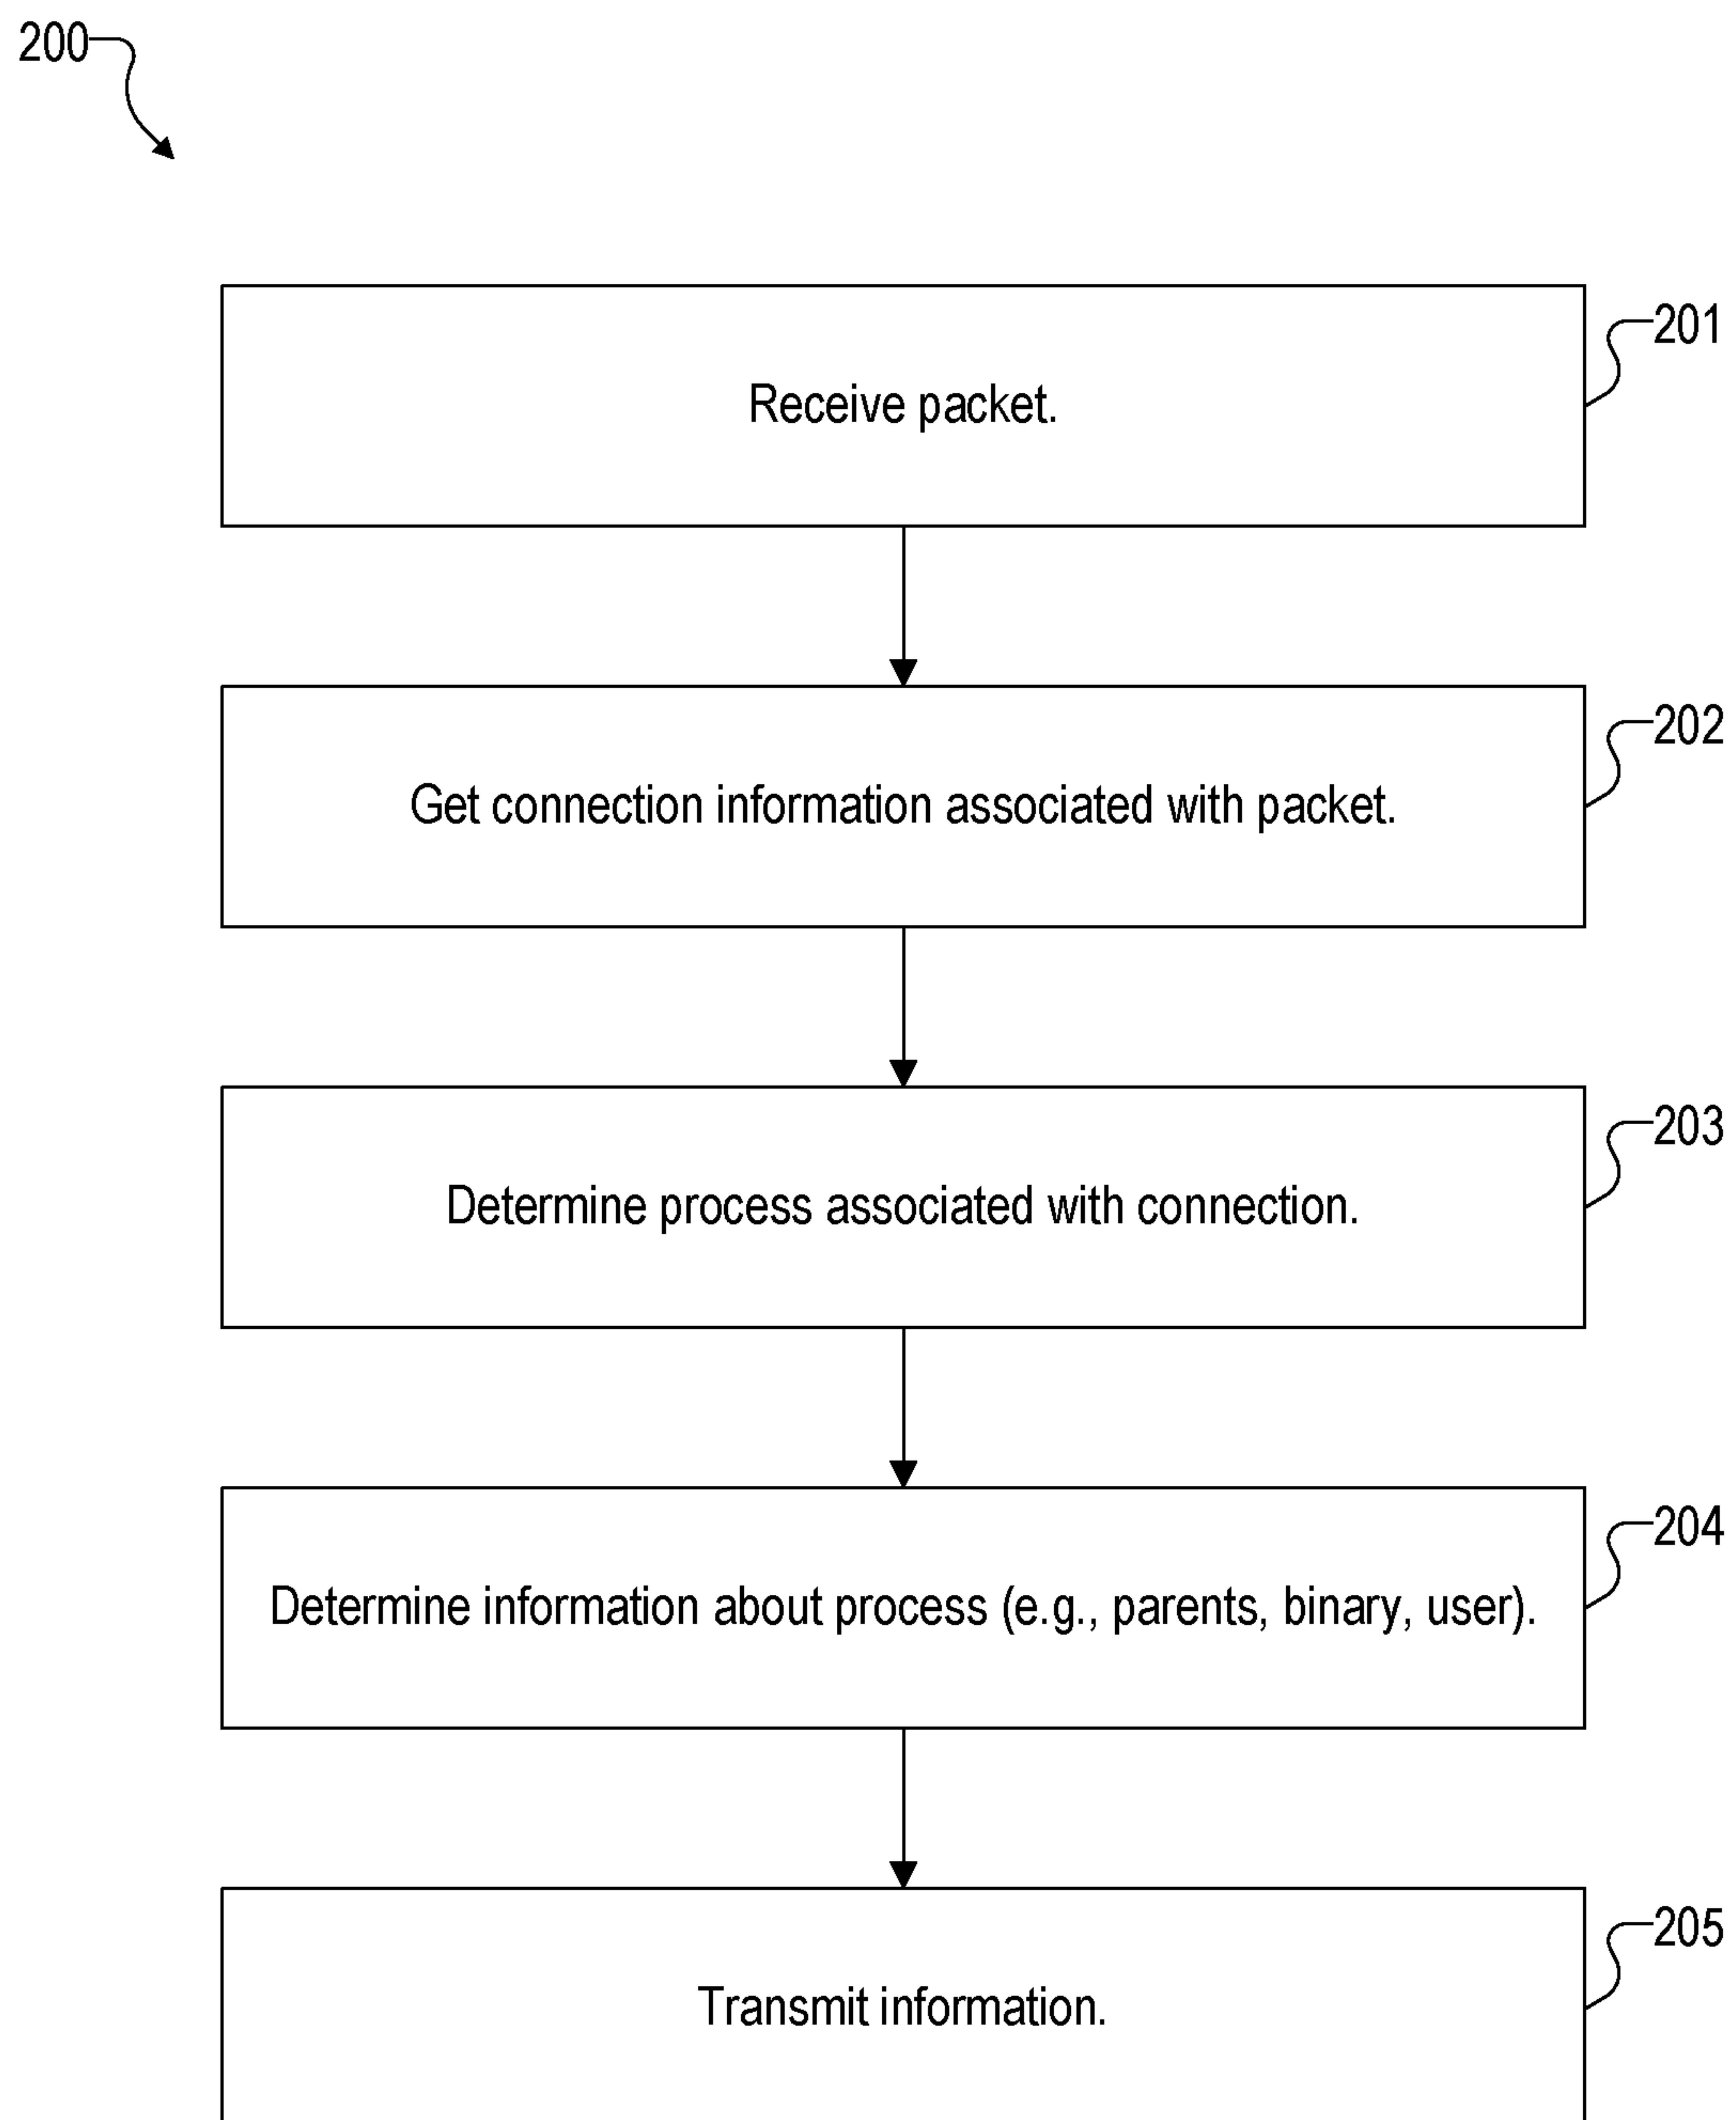 200
201
Receive packet.
202
Get connection information associated with packet.
203
Determine process associated with connection.
204
Determine information about process (e.g., parents, binary, user).
205
Transmit information.